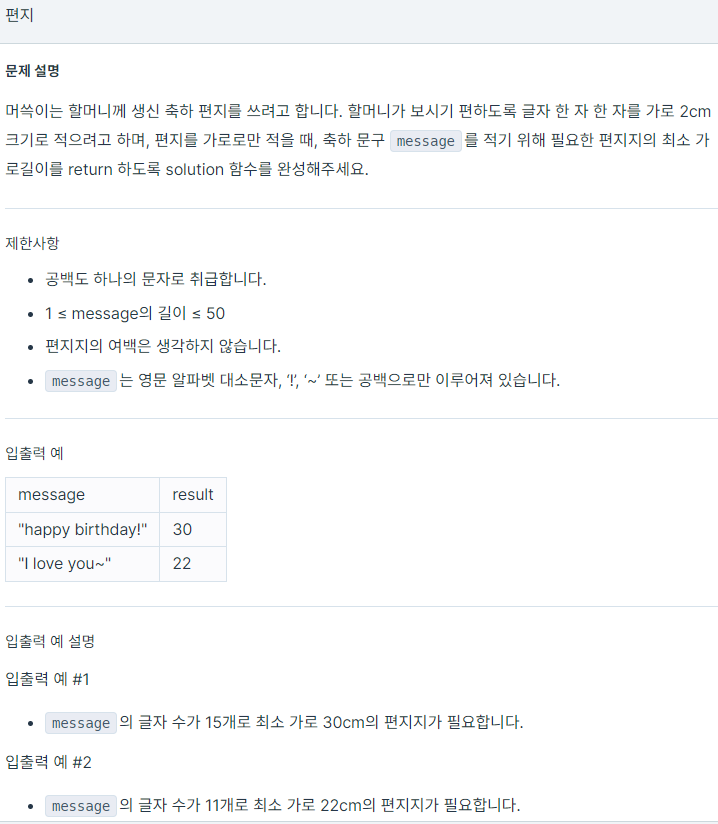 편지
문제 설명
머쓱이는 할머니께 생신 축하 편지를 쓰려고 합니다. 할머니가 보시기 편하도록 글자 한 자 한 자를 가로 2cm
크기로 적으려고 하며, 편지를 가로로만 적을 때, 축하 문구 message 를 적기 위해 필요한 편지지의 최소 가
로길이를 return 하도록 solution 함수를 완성해주세요.
제한사항
• 공백도 하나의 문자로 취급합니다.
• 1 ≤ message의 길이 ≤ 50
• 편지지의 여백은 생각하지 않습니다.
• message 는 영문 알파벳 대소문자, ‘!’, ‘~’ 또는 공백으로만 이루어져 있습니다.
입출력 예
message result
"happy birthday!" 30
"I love you~" 22
입출력 예 설명
입출력 예 #1
• message 의 글자 수가 15개로 최소 가로 30cm의 편지지가 필요합니다.
입출력 예 #2
• message 의 글자 수가 11개로 최소 가로 22cm의 편지지가 필요합니다.